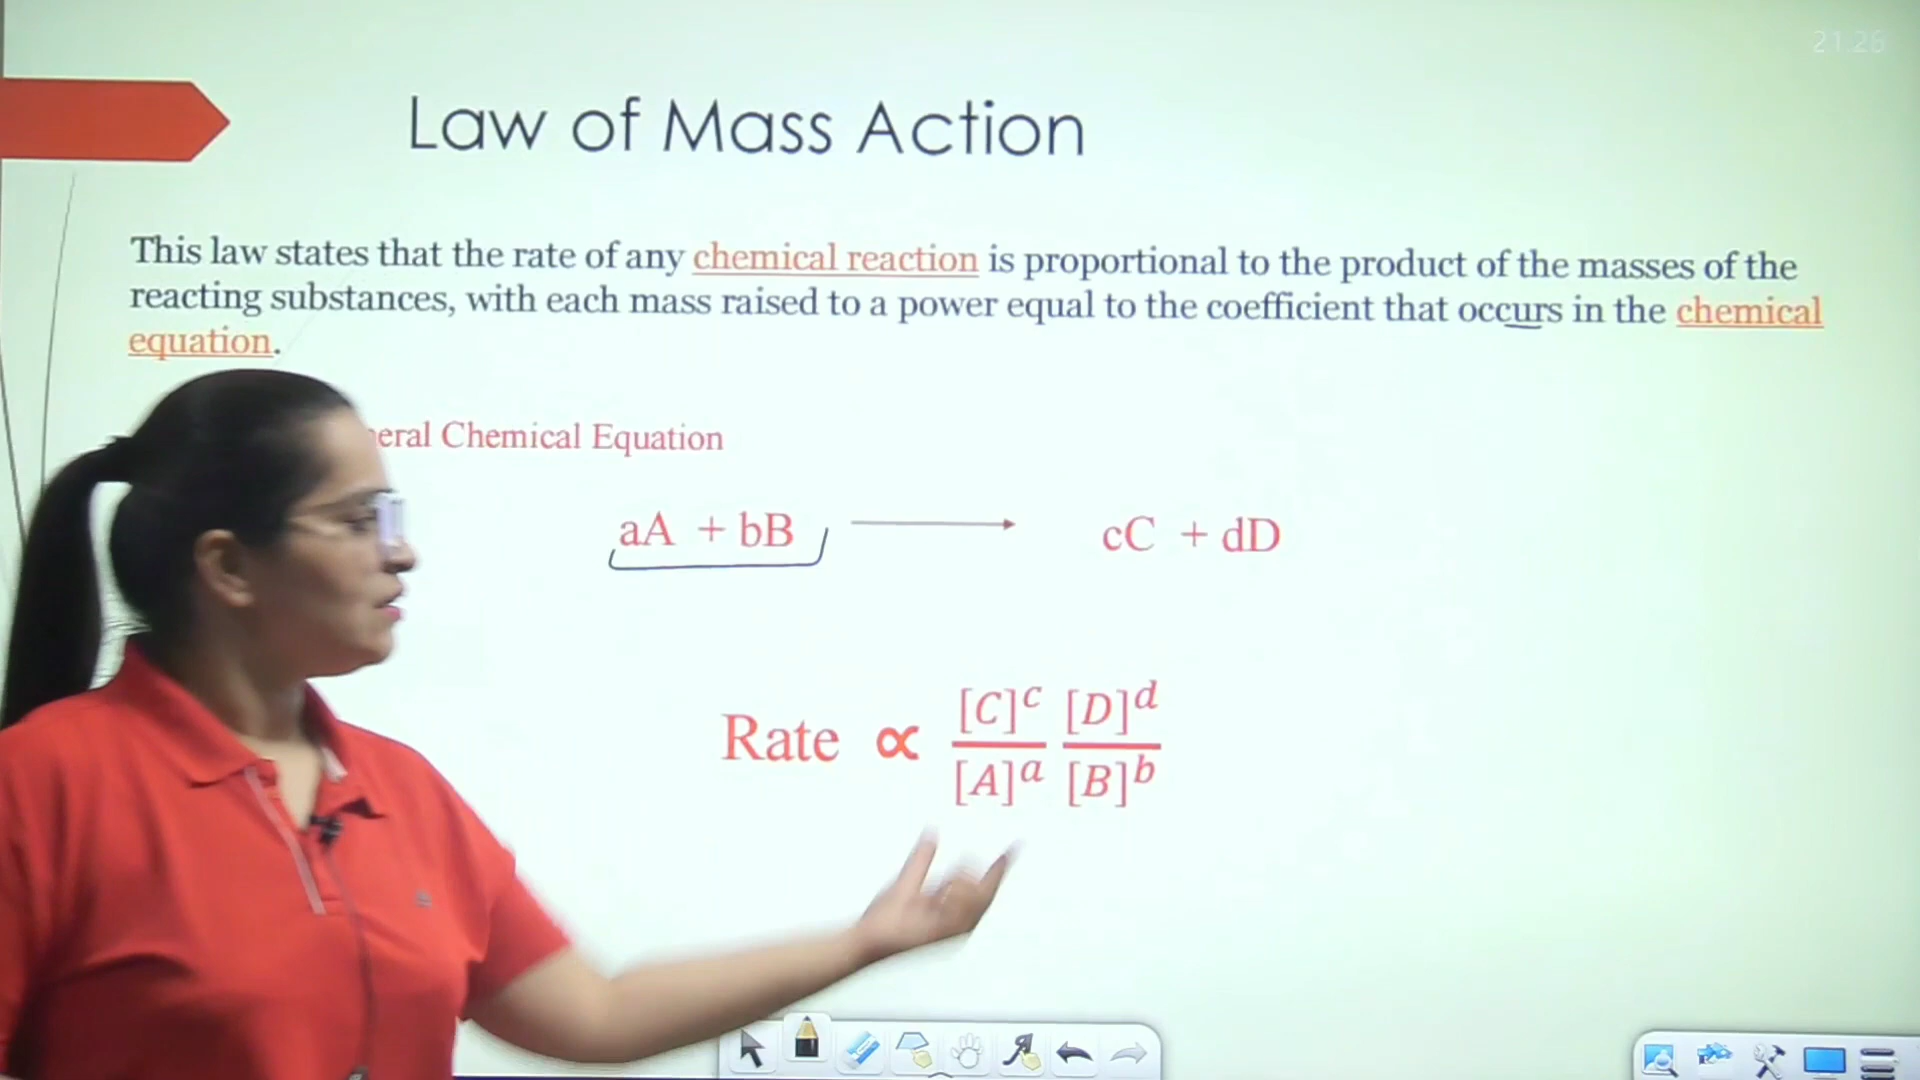 21:26
Law of Mass Action
This law states that the rate of any chemical reaction is proportional to the product of the masses of the
reacting substances, with each mass raised to a power equal to the coefficient that occurs in the chemical
equation.
eral Chemical Equation
aA + bB → cC + dD
Rate ∝ [C]ᶜ [D]ᵈ / [A]ᵃ [B]ᵇ